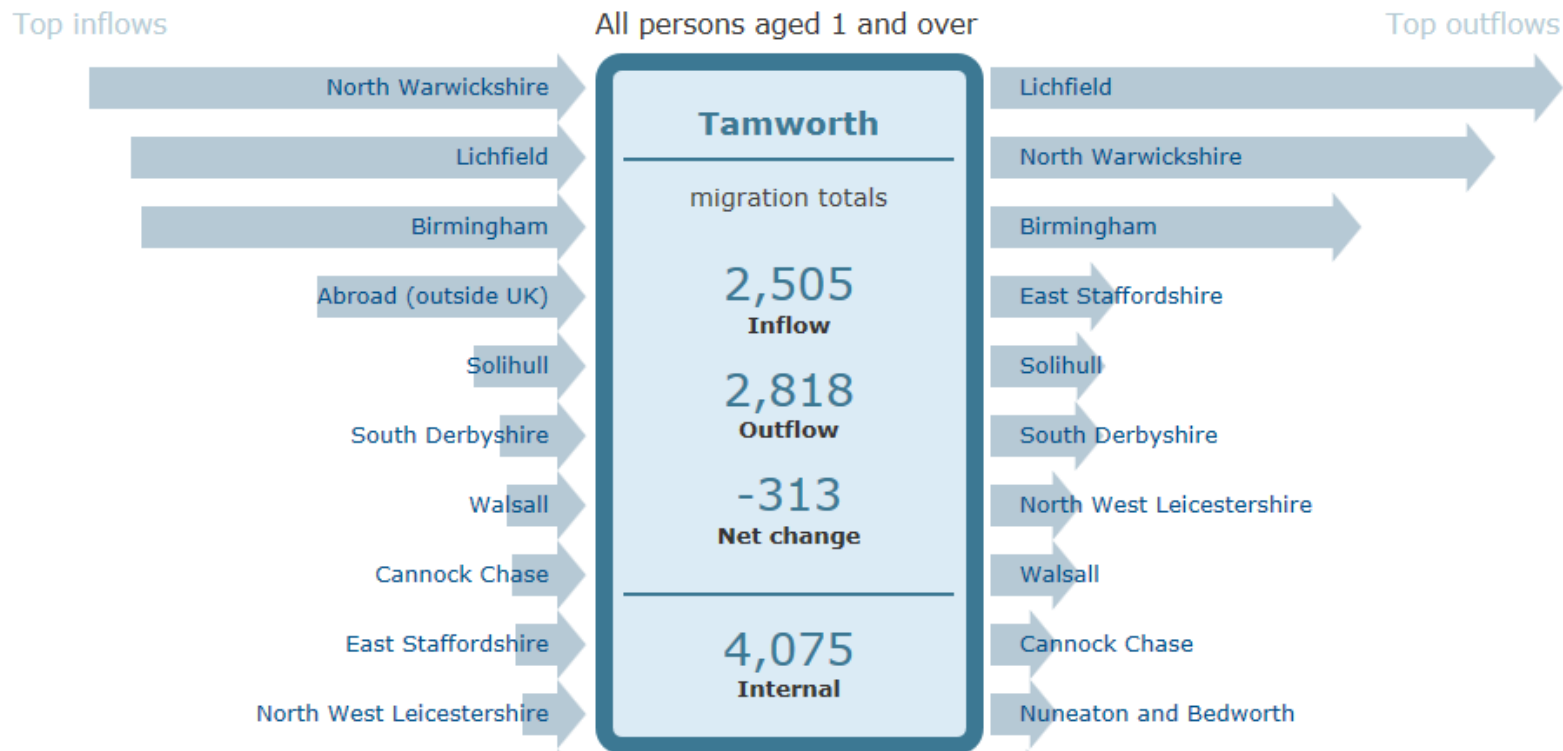 Top inflows
All persons aged 1 and over
Top outflows
North Warwickshire
Lichfield
Birmingham
Abroad (outside UK)
Solihull
South Derbyshire
Walsall
Cannock Chase
East Staffordshire
North West Leicestershire
Tamworth
migration totals
2,505
Inflow
2,818
Outflow
-313
Net change
4,075
Internal
Lichfield
North Warwickshire
Birmingham
East Staffordshire
Solihull
South Derbyshire
North West Leicestershire
Walsall
Cannock Chase
Nuneaton and Bedworth